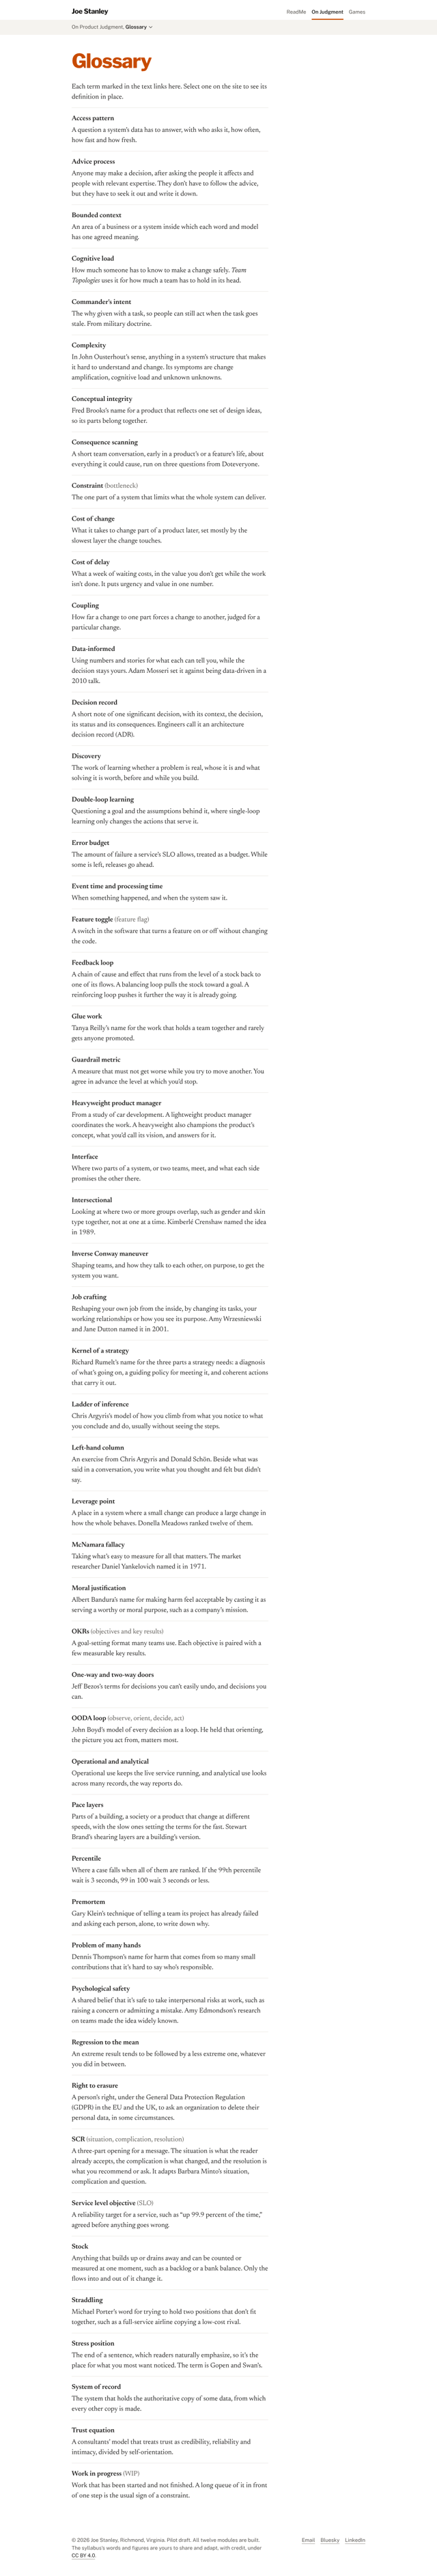 Joe Stanley
ReadMe On Judgment Games
On Product Judgment, Glossary
Glossary
Each term marked in the text links here. Select one on the site to see its
definition in place.
Access pattern
A question a system's data has to answer, with who asks it, how often,
how fast and how fresh.
Advice process
Anyone may make a decision, after asking the people it affects and
people with relevant expertise. They don't have to follow the advice,
but they have to seek it out and write it down.
Bounded context
An area of a business or a system inside which each word and model
has one agreed meaning.
Cognitive load
How much someone has to know to make a change safely. Team
Topologies uses it for how much a team has to hold in its head.
Commander's intent
The why given with a task, so people can still act when the task goes
stale. From military doctrine.
Complexity
In John Ousterhout's sense, anything in a system's structure that makes
it hard to understand and change. Its symptoms are change
amplification, cognitive load and unknown unknowns.
Conceptual integrity
Fred Brooks's name for a product that reflects one set of design ideas,
so its parts belong together.
Consequence scanning
A short team conversation, early in a product's or a feature's life, about
everything it could cause, run on three questions from Doteveryone.
Constraint (bottleneck)
The one part of a system that limits what the whole system can deliver.
Cost of change
What it takes to change part of a product later, set mostly by the
slowest layer the change touches.
Cost of delay
What a week of waiting costs, in the value you don't get while the work
isn't done. It puts urgency and value in one number.
Coupling
How far a change to one part forces a change to another, judged for a
particular change.
Data-informed
Using numbers and stories for what each can tell you, while the
decision stays yours. Adam Mosseri set it against being data-driven in a
2010 talk.
Decision record
A short note of one significant decision, with its context, the decision,
its status and its consequences. Engineers call it an architecture
decision record (ADR).
Discovery
The work of learning whether a problem is real, whose it is and what
solving it is worth, before and while you build.
Double-loop learning
Questioning a goal and the assumptions behind it, where single-loop
learning only changes the actions that serve it.
Error budget
The amount of failure a service's SLO allows, treated as a budget. While
some is left, releases go ahead.
Event time and processing time
When something happened, and when the system saw it.
Feature toggle (feature flag)
A switch in the software that turns a feature on or off without changing
the code.
Feedback loop
A chain of cause and effect that runs from the level of a stock back to
one of its flows. A balancing loop pulls the stock toward a goal. A
reinforcing loop pushes it further the way it is already going.
Glue work
Tanya Reilly's name for the work that holds a team together and rarely
gets anyone promoted.
Guardrail metric
A measure that must not get worse while you try to move another. You
agree in advance the level at which you'd stop.
Heavyweight product manager
From a study of car development. A lightweight product manager
coordinates the work. A heavyweight also champions the product's
concept, what you'd call its vision, and answers for it.
Interface
Where two parts of a system, or two teams, meet, and what each side
promises the other there.
Intersectional
Looking at where two or more groups overlap, such as gender and skin
type together, not at one at a time. Kimberlé Crenshaw named the idea
in 1989.
Inverse Conway maneuver
Shaping teams, and how they talk to each other, on purpose, to get the
system you want.
Job crafting
Reshaping your own job from the inside, by changing its tasks, your
working relationships or how you see its purpose. Amy Wrzesniewski
and Jane Dutton named it in 2001.
Kernel of a strategy
Richard Rumelt's name for the three parts a strategy needs: a diagnosis
of what's going on, a guiding policy for meeting it, and coherent actions
that carry it out.
Ladder of inference
Chris Argyris's model of how you climb from what you notice to what
you conclude and do, usually without seeing the steps.
Left-hand column
An exercise from Chris Argyris and Donald Schön. Beside what was
said in a conversation, you write what you thought and felt but didn't
say.
Leverage point
A place in a system where a small change can produce a large change in
how the whole behaves. Donella Meadows ranked twelve of them.
McNamara fallacy
Taking what's easy to measure for all that matters. The market
researcher Daniel Yankelovich named it in 1971.
Moral justification
Albert Bandura's name for making harm feel acceptable by casting it as
serving a worthy or moral purpose, such as a company's mission.
OKRs (objectives and key results)
A goal-setting format many teams use. Each objective is paired with a
few measurable key results.
One-way and two-way doors
Jeff Bezos's terms for decisions you can't easily undo, and decisions you
can.
OODA loop (observe, orient, decide, act)
John Boyd's model of every decision as a loop. He held that orienting,
the picture you act from, matters most.
Operational and analytical
Operational use keeps the live service running, and analytical use looks
across many records, the way reports do.
Pace layers
Parts of a building, a society or a product that change at different
speeds, with the slow ones setting the terms for the fast. Stewart
Brand's shearing layers are a building's version.
Percentile
Where a case falls when all of them are ranked. If the 99th percentile
wait is 3 seconds, 99 in 100 wait 3 seconds or less.
Premortem
Gary Klein's technique of telling a team its project has already failed
and asking each person, alone, to write down why.
Problem of many hands
Dennis Thompson's name for harm that comes from so many small
contributions that it's hard to say who's responsible.
Psychological safety
A shared belief that it's safe to take interpersonal risks at work, such as
raising a concern or admitting a mistake. Amy Edmondson's research
on teams made the idea widely known.
Regression to the mean
An extreme result tends to be followed by a less extreme one, whatever
you did in between.
Right to erasure
A person's right, under the General Data Protection Regulation
(GDPR) in the EU and the UK, to ask an organization to delete their
personal data, in some circumstances.
SCR (situation, complication, resolution)
A three-part opening for a message. The situation is what the reader
already accepts, the complication is what changed, and the resolution is
what you recommend or ask. It adapts Barbara Minto's situation,
complication and question.
Service level objective (SLO)
A reliability target for a service, such as “up 99.9 percent of the time,”
agreed before anything goes wrong.
Stock
Anything that builds up or drains away and can be counted or
measured at one moment, such as a backlog or a bank balance. Only the
flows into and out of it change it.
Straddling
Michael Porter's word for trying to hold two positions that don't fit
together, such as a full-service airline copying a low-cost rival.
Stress position
The end of a sentence, which readers naturally emphasize, so it's the
place for what you most want noticed. The term is Gopen and Swan's.
System of record
The system that holds the authoritative copy of some data, from which
every other copy is made.
Trust equation
A consultants' model that treats trust as credibility, reliability and
intimacy, divided by self-orientation.
Work in progress (WIP)
Work that has been started and not finished. A long queue of it in front
of one step is the usual sign of a constraint.
© 2026 Joe Stanley, Richmond, Virginia. Pilot draft. All twelve modules are built.
The syllabus's words and figures are yours to share and adapt, with credit, under
CC BY 4.0.
Email Bluesky LinkedIn